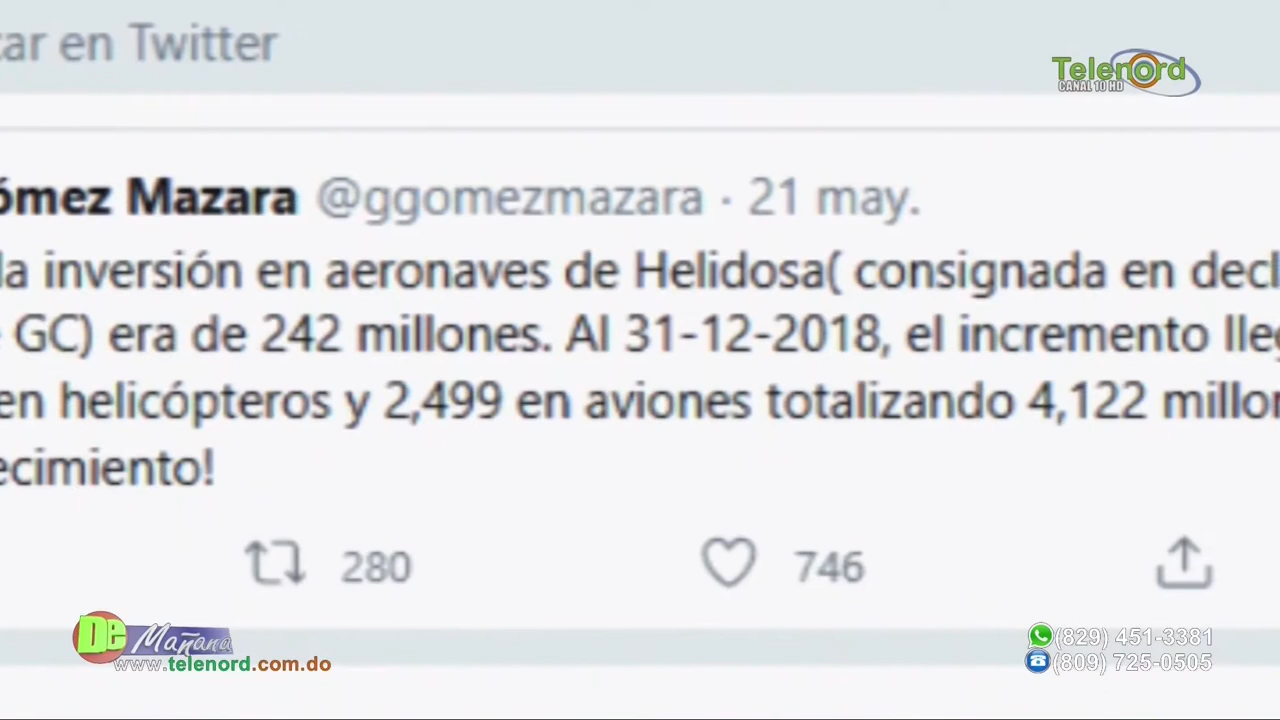 ar en Twitter
Telenord
CANAL 10 HD
ómez Mazara @ggomezmazara · 21 may.
la inversión en aeronaves de Helidosa( consignada en decl
GC) era de 242 millones. Al 31-12-2018, el incremento lle
en helicópteros y 2,499 en aviones totalizando 4,122 millo
ecimiento!
280 746
De Mañana
www.telenord.com.do
(829) 451-3381
(809) 725-0505